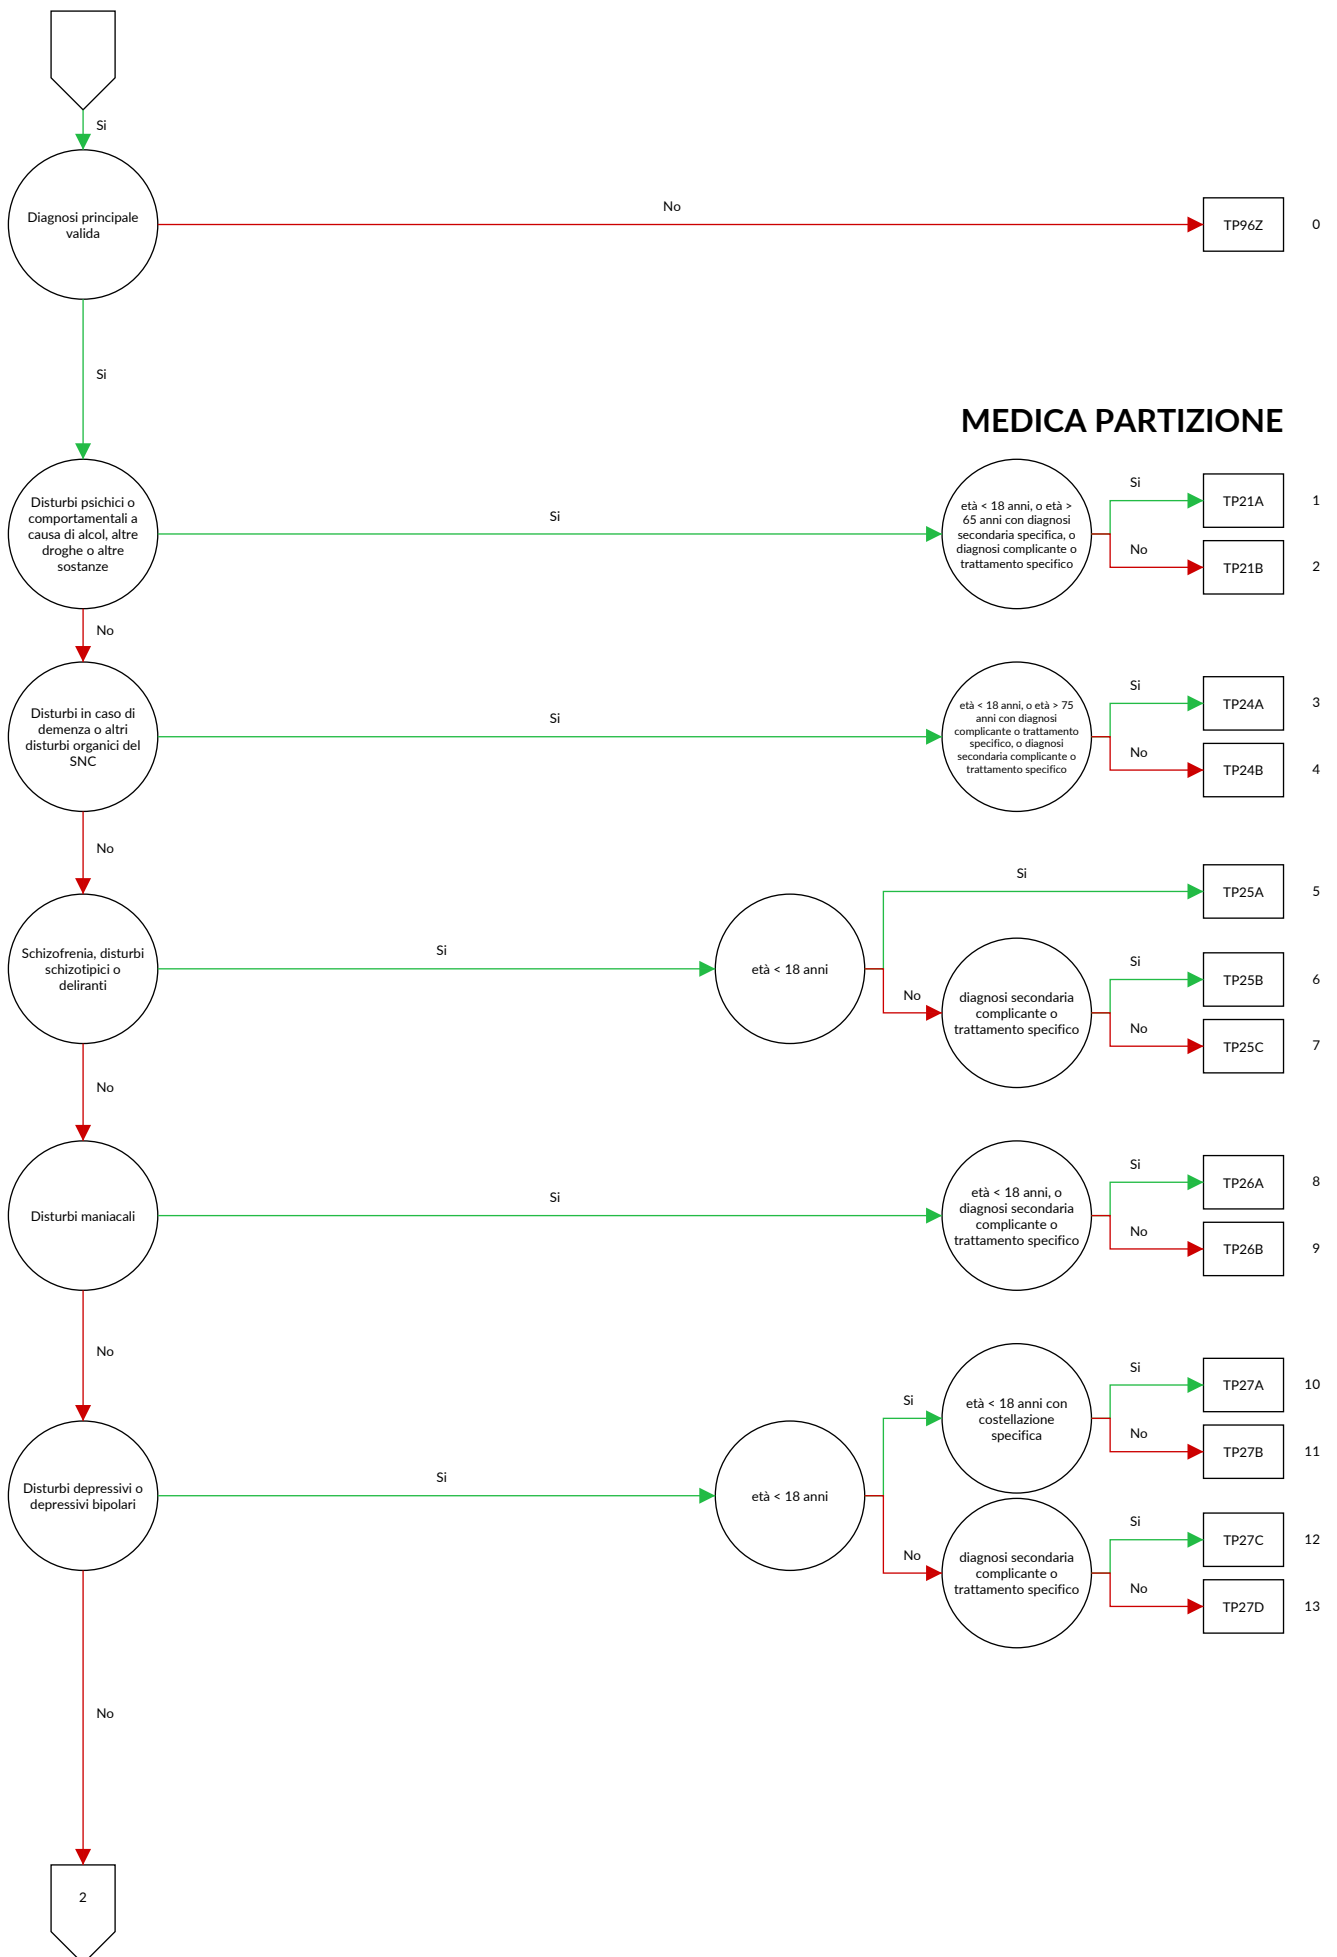 Si
Diagnosi principale
valida
No
TP96Z
0
Si
MEDICA PARTIZIONE
Disturbi psichici o
comportamentali a
causa di alcol, altre
droghe o altre
sostanze
Si
età < 18 anni, o età >
65 anni con diagnosi
secondaria specifica, o
diagnosi complicante o
trattamento specifico
Si
TP21A
1
No
TP21B
2
No
Disturbi in caso di
demenza o altri
disturbi organici del
SNC
Si
età < 18 anni, o età > 75
anni con diagnosi
complicante o trattamento
specifico, o diagnosi
secondaria complicante o
trattamento specifico
Si
TP24A
3
No
TP24B
4
No
Schizofrenia, disturbi
schizotipici o
deliranti
Si
età < 18 anni
Si
TP25A
5
No
diagnosi secondaria
complicante o
trattamento specifico
Si
TP25B
6
No
TP25C
7
No
Disturbi maniacali
Si
età < 18 anni, o
diagnosi secondaria
complicante o
trattamento specifico
Si
TP26A
8
No
TP26B
9
No
Disturbi depressivi o
depressivi bipolari
Si
età < 18 anni
Si
età < 18 anni con
costellazione
specifica
Si
TP27A
10
No
TP27B
11
No
diagnosi secondaria
complicante o
trattamento specifico
Si
TP27C
12
No
TP27D
13
No
2